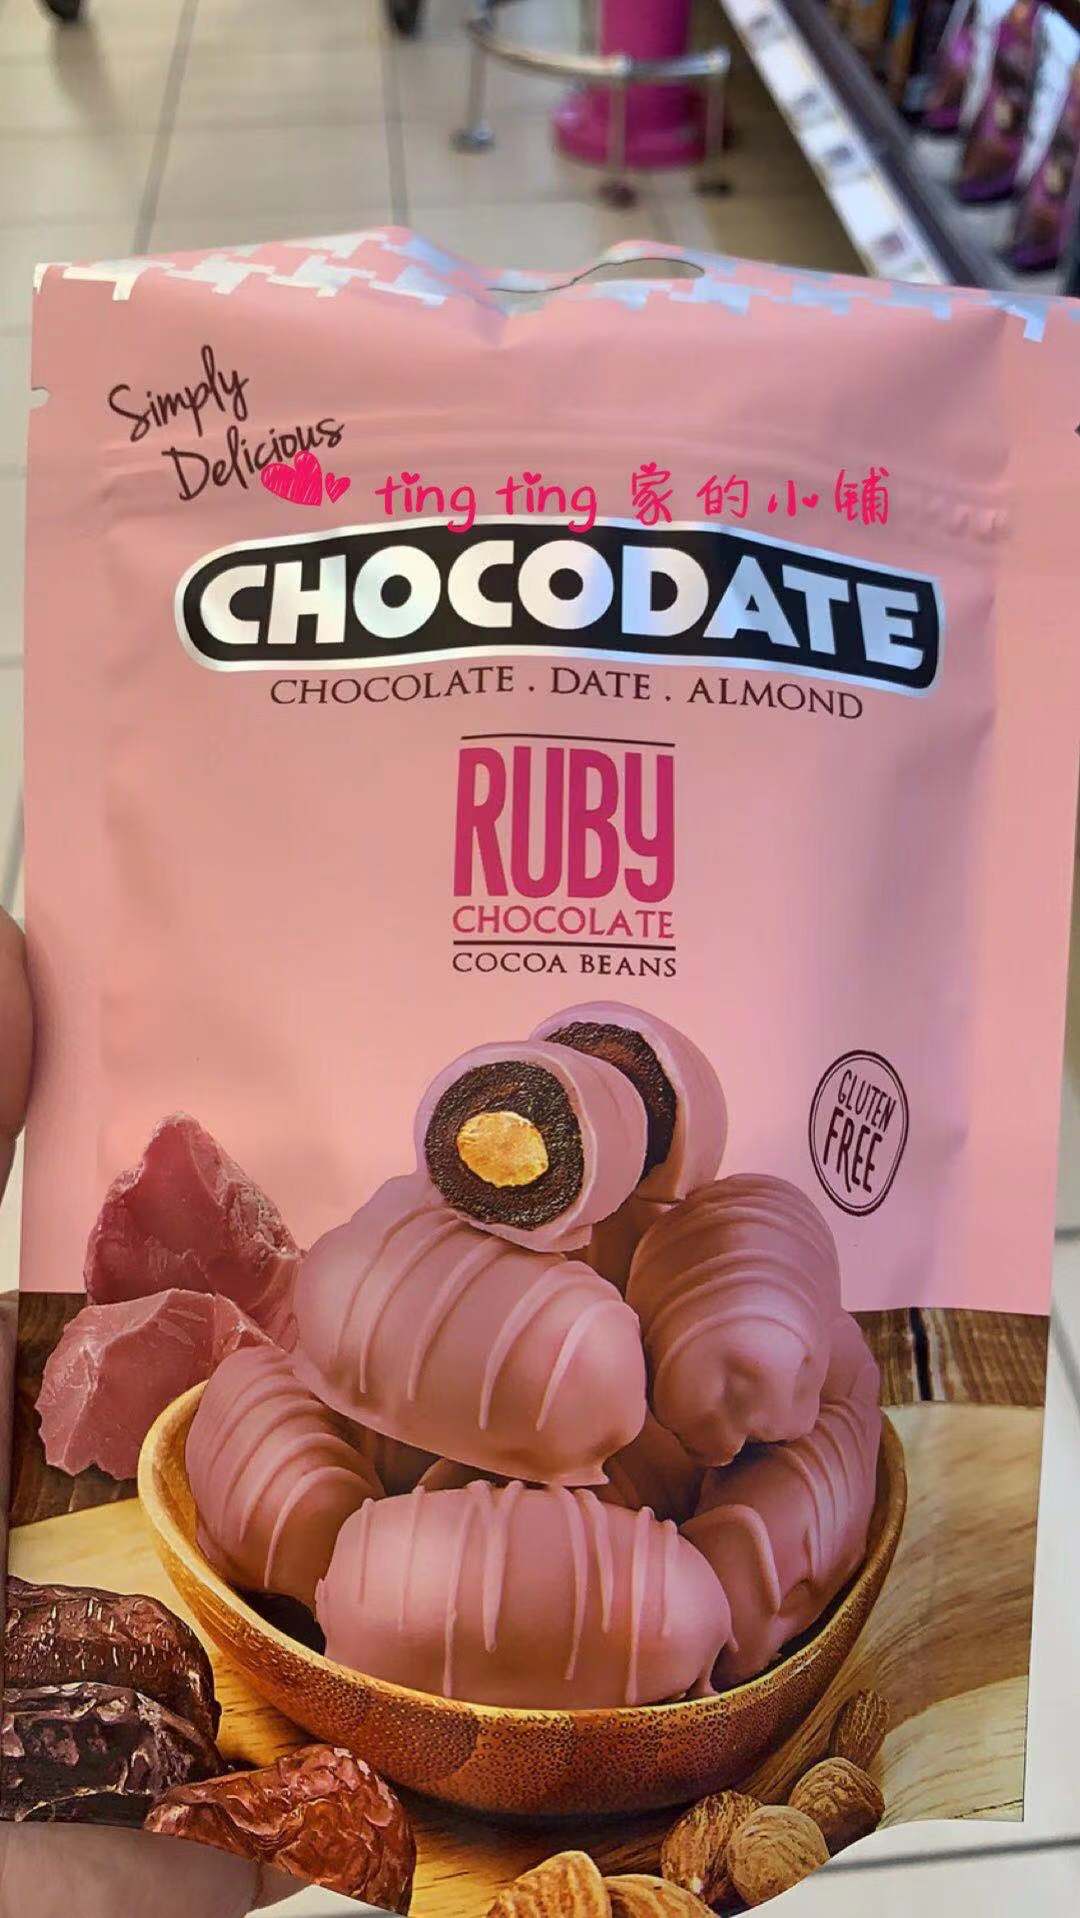 Simply
Delicious
ting ting 家的小铺
CHOCODATE
CHOCOLATE . DATE . ALMOND
RUBY
CHOCOLATE
COCOA BEANS
GLUTEN
FREE